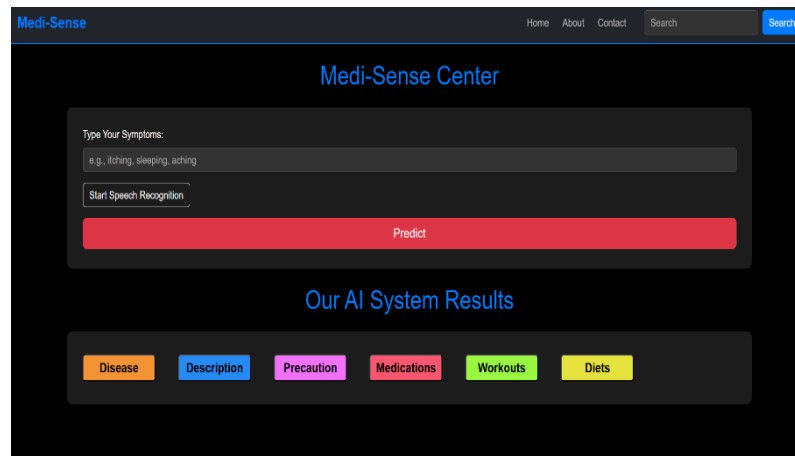 Medi-Sense Home About Contact Search Search
Medi-Sense Center
Type Your Symptoms:
e.g., itching, sleeping, aching
Start Speech Recognition
Predict
Our AI System Results
Disease Description Precaution Medications Workouts Diets